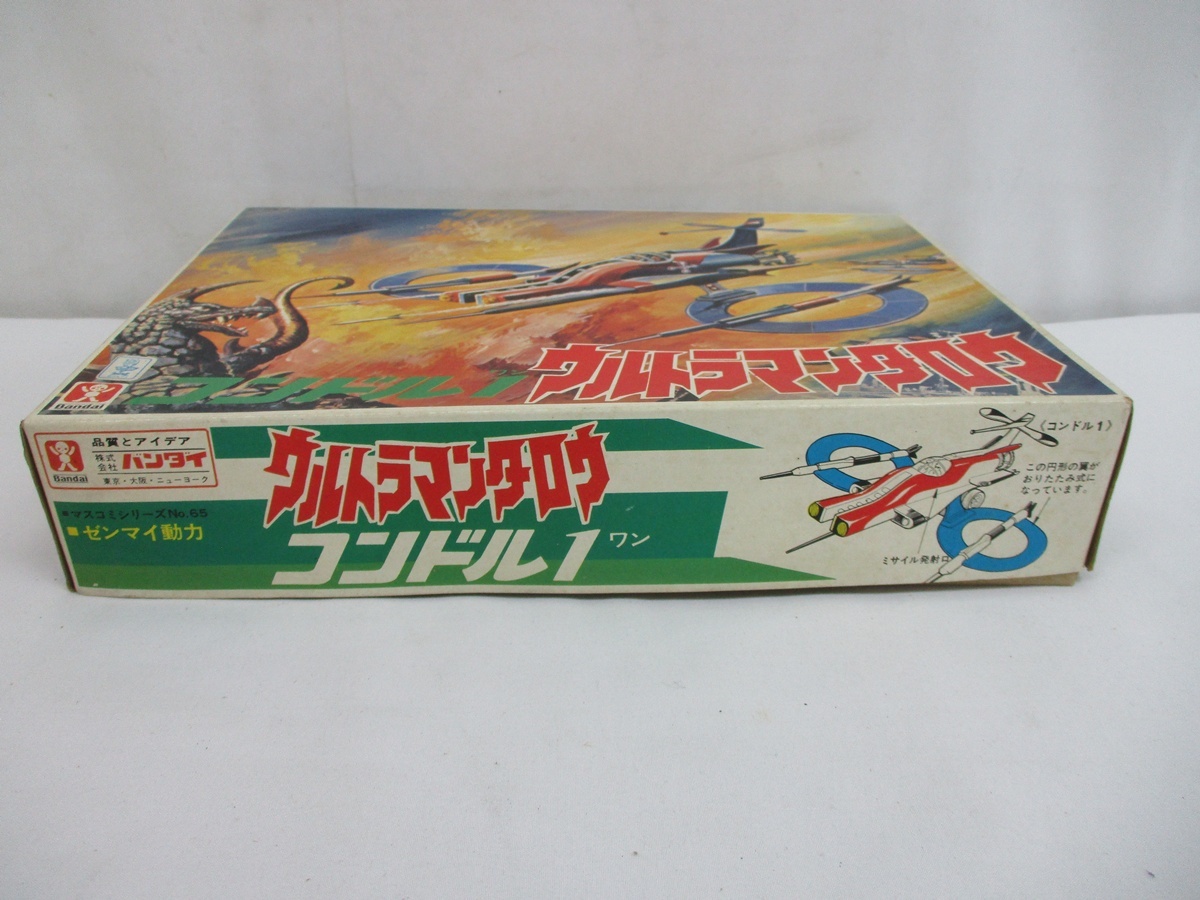 ウルトラマンタロウ
コンドル1
Bandai
Bandai
品質とアイデア
株式会社 バンダイ
東京・大阪・ニューヨーク
■マスコミシリーズNo.65
■ゼンマイ動力
ウルトラマンタロウ
コンドル1 ワン
《コンドル1》
この円形の翼が
おりたたみ式に
なっています。
ミサイル発射口